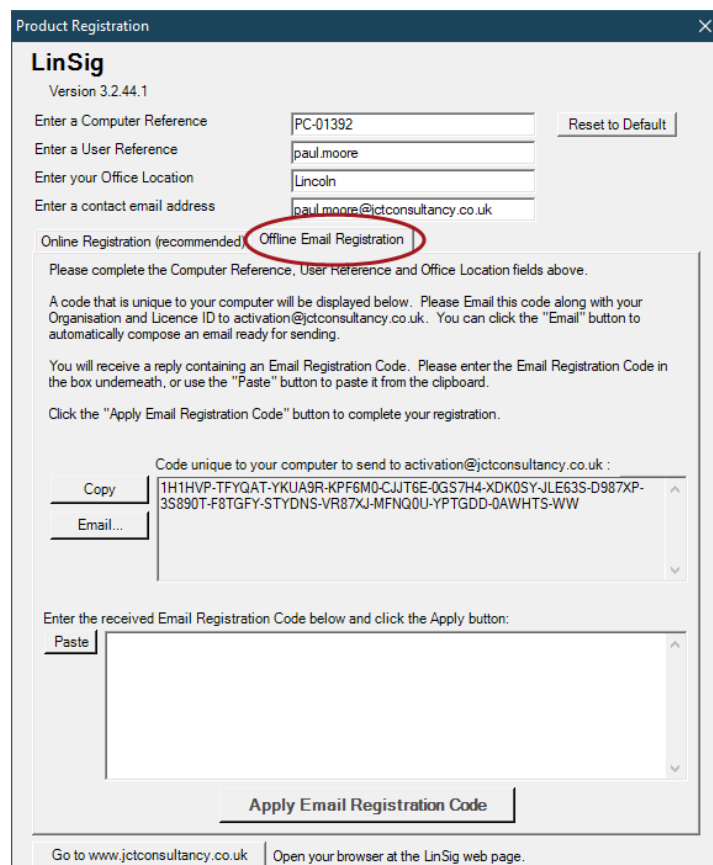 Product Registration
LinSig
Version 3.2.44.1
Enter a Computer Reference PC-01392 Reset to Default
Enter a User Reference paul.moore
Enter your Office Location Lincoln
Enter a contact email address paul.moore@jctconsultancy.co.uk
Online Registration (recommended) Offline Email Registration
Please complete the Computer Reference, User Reference and Office Location fields above.
A code that is unique to your computer will be displayed below. Please Email this code along with your
Organisation and Licence ID to activation@jctconsultancy.co.uk. You can click the "Email" button to
automatically compose an email ready for sending.
You will receive a reply containing an Email Registration Code. Please enter the Email Registration Code in
the box underneath, or use the "Paste" button to paste it from the clipboard.
Click the "Apply Email Registration Code" button to complete your registration.
Code unique to your computer to send to activation@jctconsultancy.co.uk :
Copy 1H1HVP-TFYQAT-YKUA9R-KPF6M0-CJJT6E-0GS7H4-XDK0SY-JLE63S-D987XP-
3S890T-F8TGFY-STYDNS-VR87XJ-MFNQ0U-YPTGDD-0AWHTS-WW
Email...
Enter the received Email Registration Code below and click the Apply button:
Paste
Apply Email Registration Code
Go to www.jctconsultancy.co.uk Open your browser at the LinSig web page.